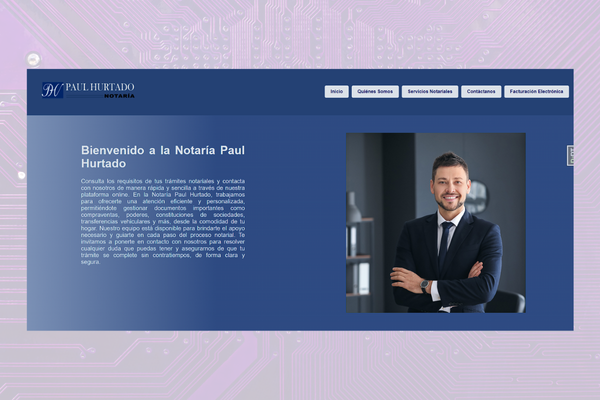 PH PAUL HURTADO
NOTARÍA
Inicio
Quiénes Somos
Servicios Notariales
Contáctanos
Facturación Electrónica
Bienvenido a la Notaría Paul
Hurtado
Consulta los requisitos de tus trámites notariales y contacta
con nosotros de manera rápida y sencilla a través de nuestra
plataforma online. En la Notaría Paul Hurtado, trabajamos
para ofrecerte una atención eficiente y personalizada,
permitiéndote gestionar documentos importantes como
compraventas, poderes, constituciones de sociedades,
transferencias vehiculares y más, desde la comodidad de tu
hogar. Nuestro equipo está disponible para brindarte el apoyo
necesario y guiarte en cada paso del proceso notarial. Te
invitamos a ponerte en contacto con nosotros para resolver
cualquier duda que puedas tener y asegurarnos de que tu
trámite se complete sin contratiempos, de forma clara y
segura.